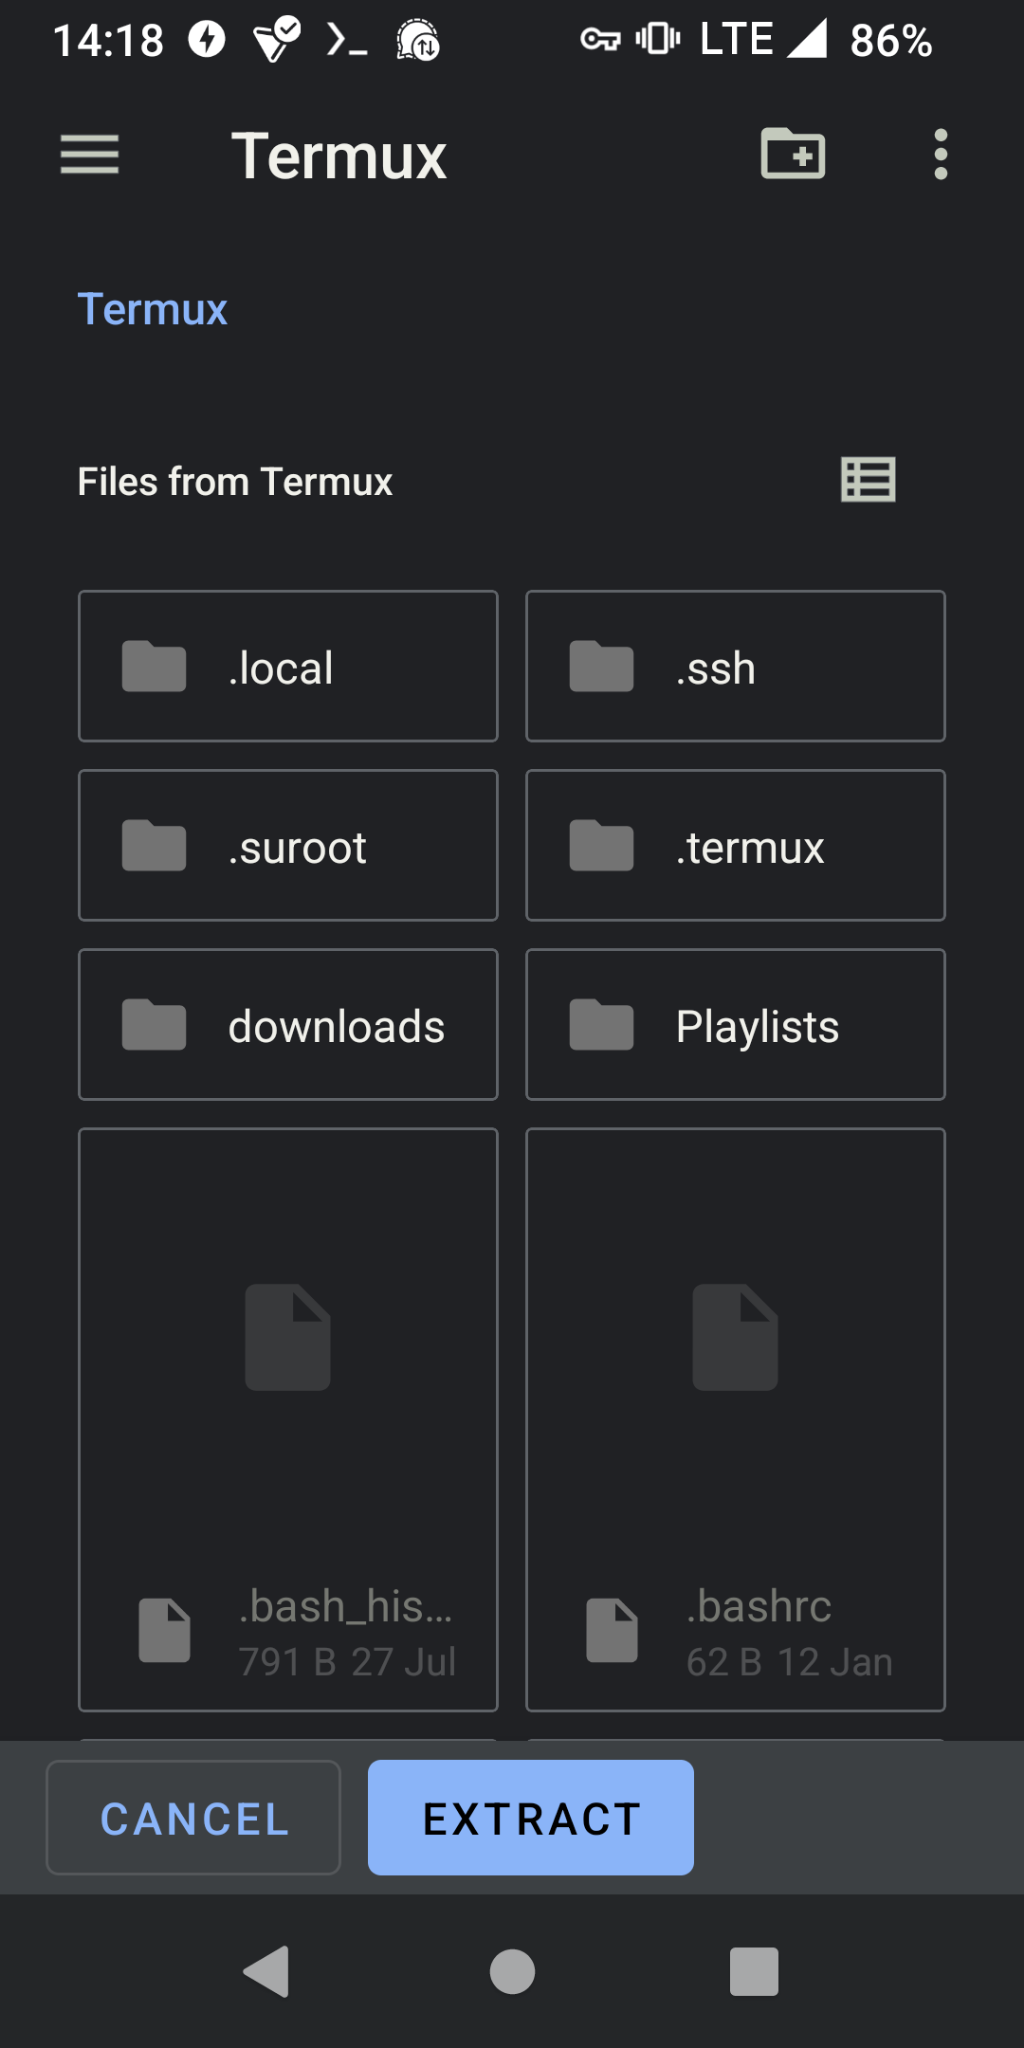 14:18 LTE 86%
Termux
Termux
Files from Termux
.local .ssh
.suroot .termux
downloads Playlists
.bash_his… .bashrc
791 B 27 Jul 62 B 12 Jan
CANCEL EXTRACT